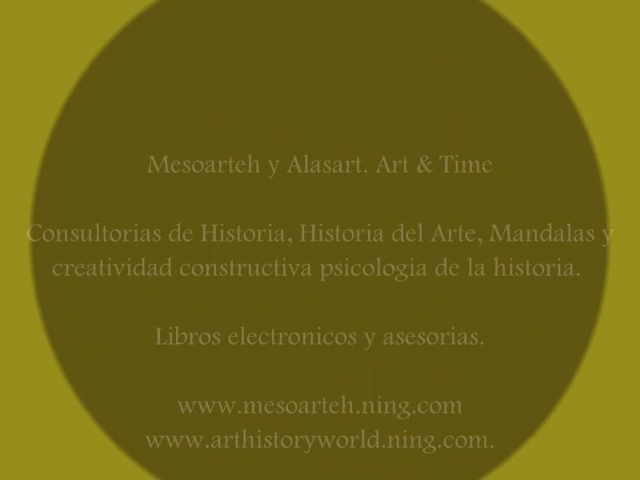 Mesoarteh y Alasart. Art & Time
Consultorias de Historia, Historia del Arte, Mandalas y
creatividad constructiva psicologia de la historia.
Libros electronicos y asesorias.
www.mesoarteh.ning.com
www.arthistoryworld.ning.com.